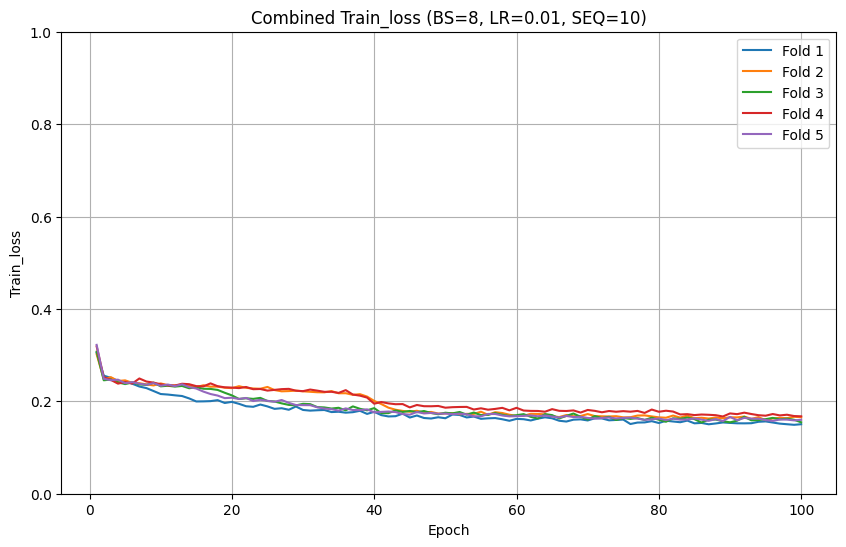 Combined Train_loss (BS=8, LR=0.01, SEQ=10)
1.0
0.8
0.6
0.4
0.2
0.0
Train_loss
0
20
40
60
80
100
Epoch
Fold 1
Fold 2
Fold 3
Fold 4
Fold 5